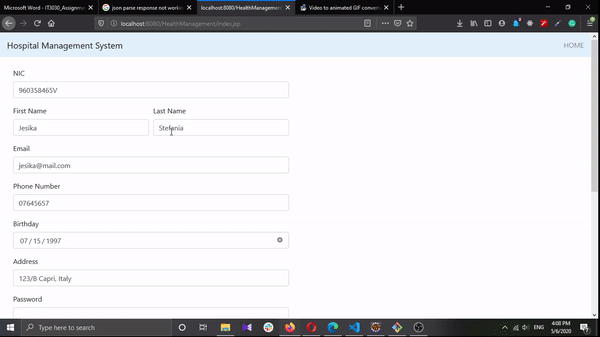 Microsoft Word - IT3030_Assignm
json parse response not workin
localhost:8080/HealthManagement/
Video to animated GIF convert
localhost:8080/HealthManagement/index.jsp
Hospital Management System
HOME
NIC
960358465V
First Name
Last Name
Jesika
Stefania
Email
jesika@mail.com
Phone Number
07645657
Birthday
07 / 15 / 1997
Address
123/B Capri, Italy
Password
Type here to search
ENG
4:08 PM
5/6/2020